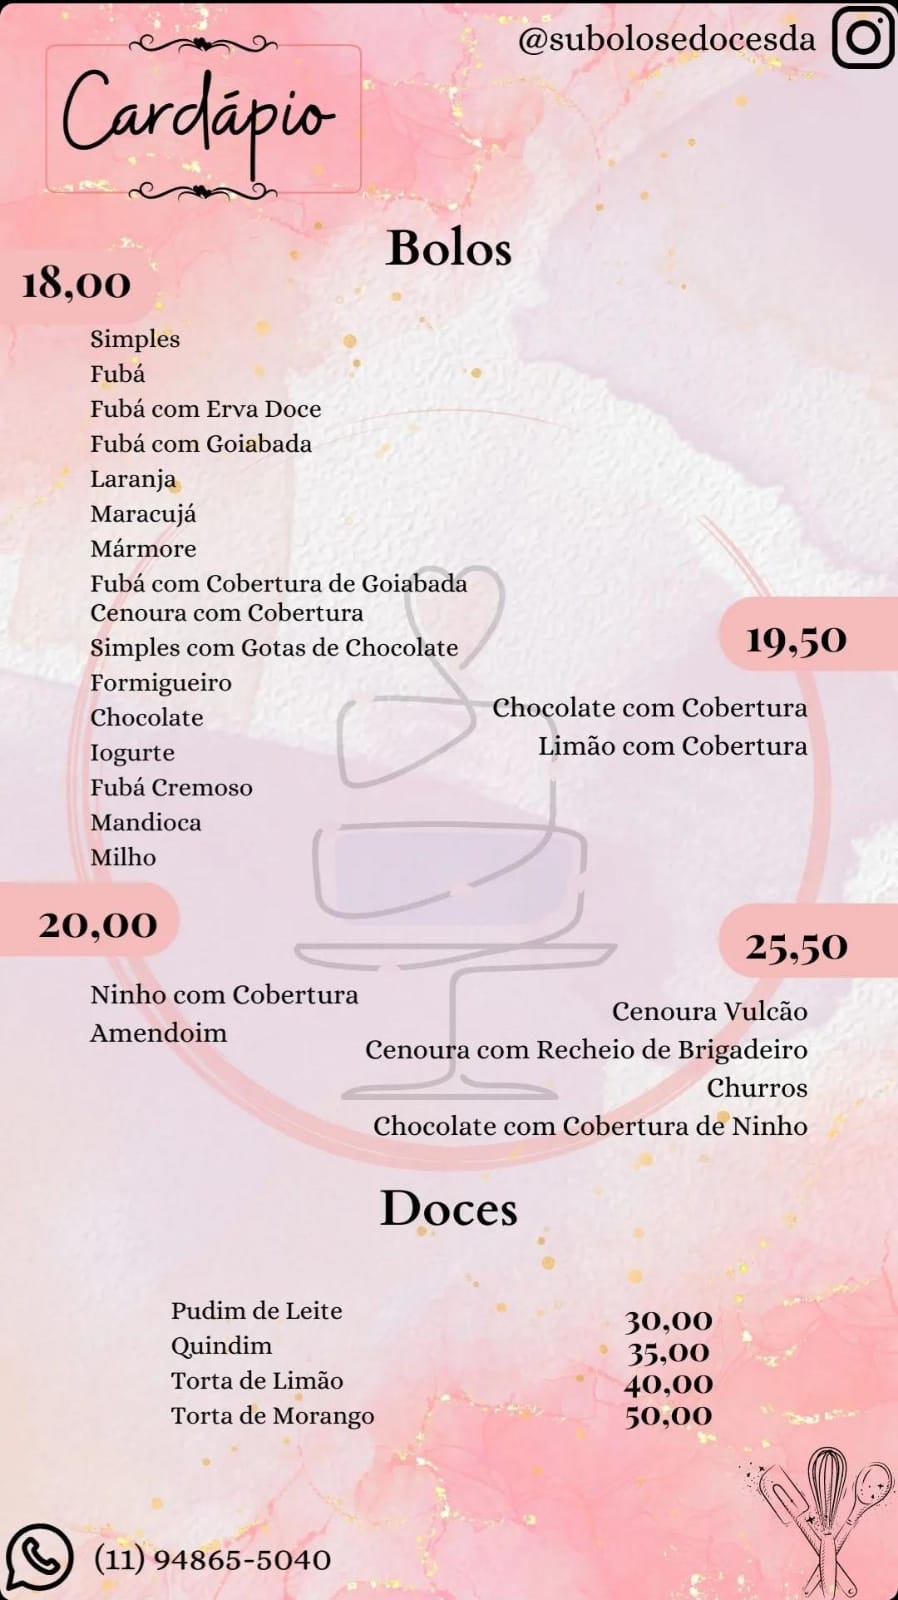 @subolosedocesda
Cardápio
Bolos
18,00
Simples
Fubá
Fubá com Erva Doce
Fubá com Goiabada
Laranja
Maracujá
Mármore
Fubá com Cobertura de Goiabada
Cenoura com Cobertura
Simples com Gotas de Chocolate
Formigueiro
Chocolate
Iogurte
Fubá Cremoso
Mandioca
Milho
19,50
Chocolate com Cobertura
Limão com Cobertura
20,00
Ninho com Cobertura
Amendoim
25,50
Cenoura Vulcão
Cenoura com Recheio de Brigadeiro
Churros
Chocolate com Cobertura de Ninho
Doces
Pudim de Leite 30,00
Quindim 35,00
Torta de Limão 40,00
Torta de Morango 50,00
(11) 94865-5040